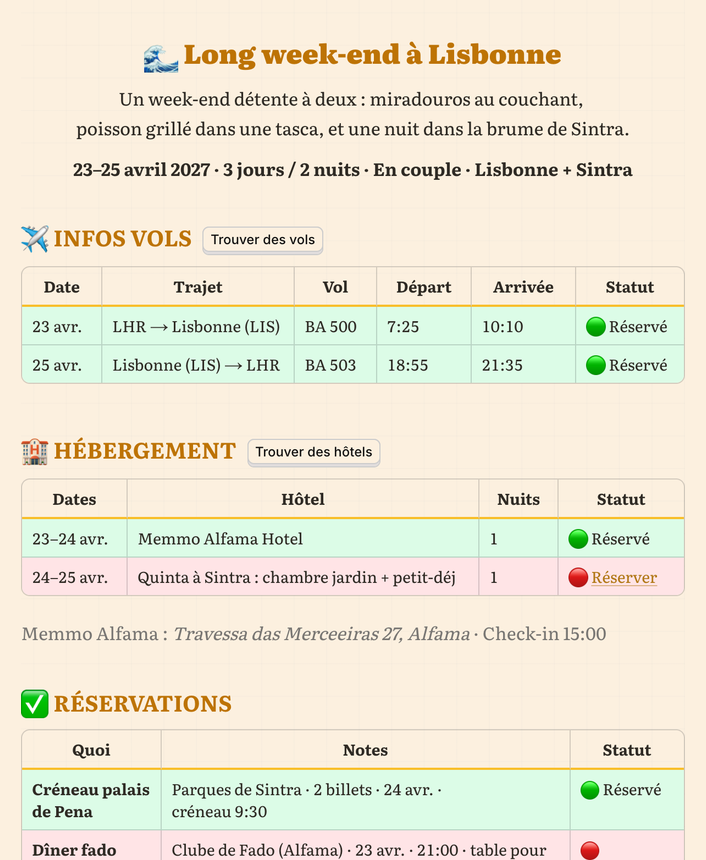 Long week-end à Lisbonne
Un week-end détente à deux : miradouros au couchant,
poisson grillé dans une tasca, et une nuit dans la brume de Sintra.
23–25 avril 2027 · 3 jours / 2 nuits · En couple · Lisbonne + Sintra
INFOS VOLS Trouver des vols
Date Trajet Vol Départ Arrivée Statut
23 avr. LHR → Lisbonne (LIS) BA 500 7:25 10:10 Réservé
25 avr. Lisbonne (LIS) → LHR BA 503 18:55 21:35 Réservé
HÉBERGEMENT Trouver des hôtels
Dates Hôtel Nuits Statut
23–24 avr. Memmo Alfama Hotel 1 Réservé
24–25 avr. Quinta à Sintra : chambre jardin + petit-déj 1 Réserver
Memmo Alfama : Travessa das Merceeiras 27, Alfama · Check-in 15:00
RÉSERVATIONS
Quoi Notes Statut
Créneau palais de Pena Parques de Sintra · 2 billets · 24 avr. · créneau 9:30 Réservé
Dîner fado Clube de Fado (Alfama) · 23 avr. · 21:00 · table pour